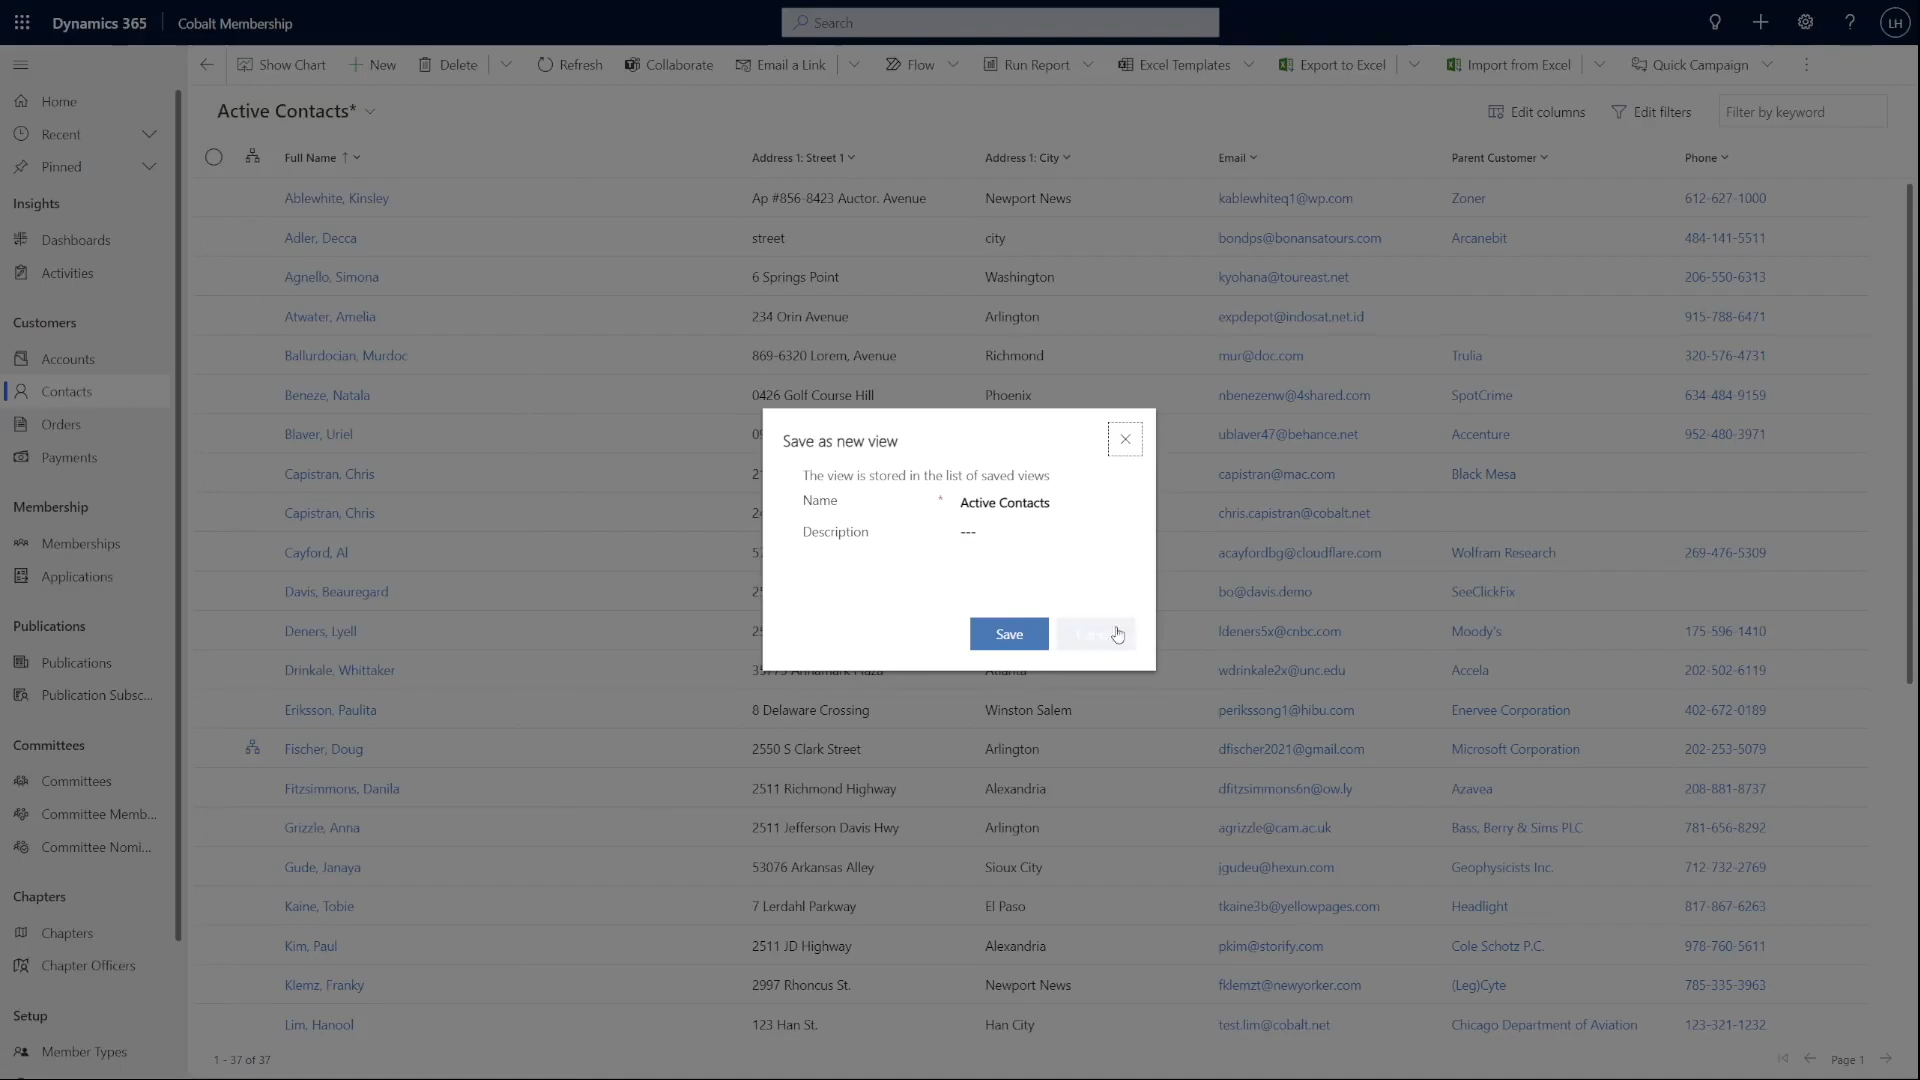 Dynamics 365
Cobalt Membership
Search
LH
Show Chart
New
Delete
Refresh
Collaborate
Email a Link
Flow
Run Report
Excel Templates
Export to Excel
Import from Excel
Quick Campaign
Home
Recent
Pinned
Insights
Dashboards
Activities
Customers
Accounts
Contacts
Orders
Payments
Membership
Memberships
Applications
Publications
Publications
Publication Subsc...
Committees
Committees
Committee Memb...
Committee Nomi...
Chapters
Chapters
Chapter Officers
Setup
Member Types
Active Contacts*
Edit columns
Edit filters
Filter by keyword
Full Name ↑ Address 1: Street 1 Address 1: City Email Parent Customer Phone
Ablewhite, Kinsley Ap #856-8423 Auctor. Avenue Newport News kablewhiteq1@wp.com Zoner 612-627-1000
Adler, Decca street city bondps@bonansatours.com Arcanebit 484-141-5511
Agnello, Simona 6 Springs Point Washington kyohana@toureast.net 206-550-6313
Atwater, Amelia 234 Orin Avenue Arlington expdepot@indosat.net.id 915-788-6471
Ballurdocian, Murdoc 869-6320 Lorem, Avenue Richmond mur@doc.com Trulia 320-576-4731
Beneze, Natala 0426 Golf Course Hill Phoenix nbenezenw@4shared.com SpotCrime 634-484-9159
Blaver, Uriel ublaver47@behance.net Accenture 952-480-3971
Capistran, Chris capistran@mac.com Black Mesa
Capistran, Chris chris.capistran@cobalt.net
Cayford, Al acayfordbg@cloudflare.com Wolfram Research 269-476-5309
Davis, Beauregard bo@davis.demo SeeClickFix
Deners, Lyell ldeners5x@cnbc.com Moody's 175-596-1410
Drinkale, Whittaker 35775 Annamark Plaza Atlanta wdrinkale2x@unc.edu Accela 202-502-6119
Eriksson, Paulita 8 Delaware Crossing Winston Salem perikssong1@hibu.com Enervee Corporation 402-672-0189
Fischer, Doug 2550 S Clark Street Arlington dfischer2021@gmail.com Microsoft Corporation 202-253-5079
Fitzsimmons, Danila 2511 Richmond Highway Alexandria dfitzsimmons6n@ow.ly Azavea 208-881-8737
Grizzle, Anna 2511 Jefferson Davis Hwy Arlington agrizzle@cam.ac.uk Bass, Berry & Sims PLC 781-656-8292
Gude, Janaya 53076 Arkansas Alley Sioux City jgudeu@hexun.com Geophysicists Inc. 712-732-2769
Kaine, Tobie 7 Lerdahl Parkway El Paso tkaine3b@yellowpages.com Headlight 817-867-6263
Kim, Paul 2511 JD Highway Alexandria pkim@storify.com Cole Schotz P.C. 978-760-5611
Klemz, Franky 2997 Rhoncus St. Newport News fklemzt@newyorker.com (Leg)Cyte 785-335-3963
Lim, Hanool 123 Han St. Han City test.lim@cobalt.net Chicago Department of Aviation 123-321-1232
1 - 37 of 37
Page 1
Save as new view
The view is stored in the list of saved views
Name * Active Contacts
Description ---
Save